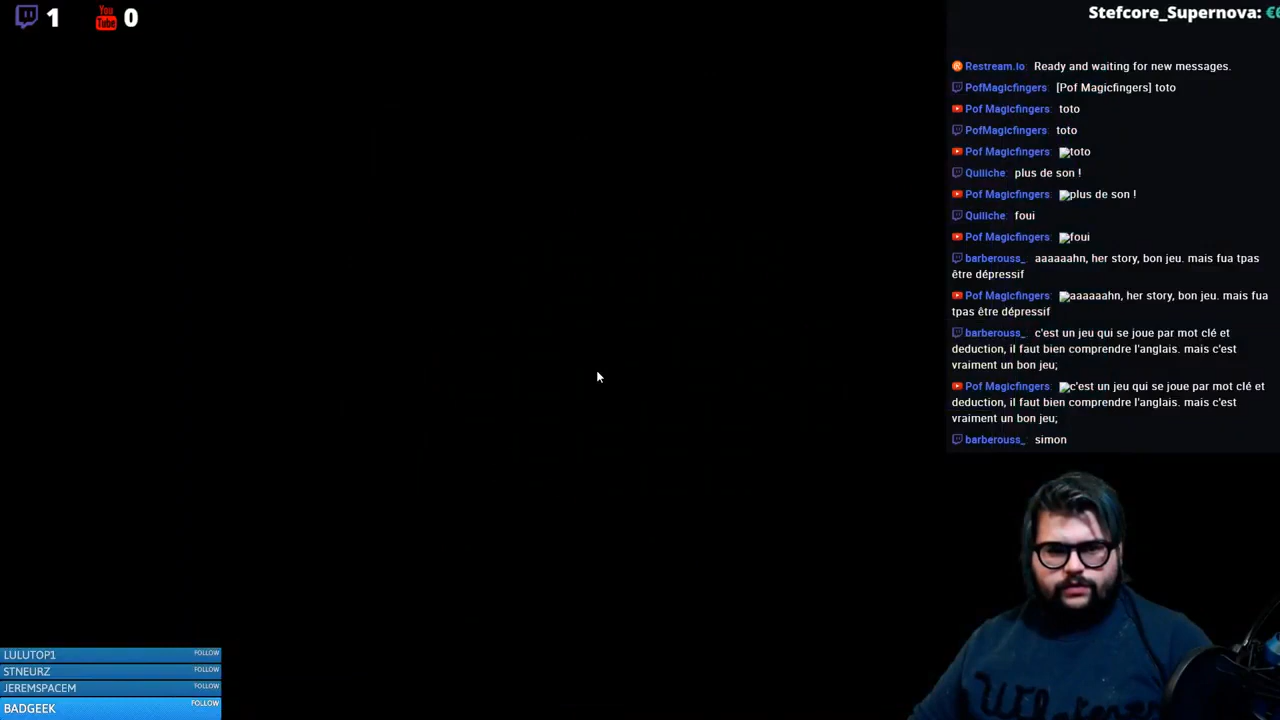 1
You
Tube
0
Stefcore_Supernova: €6
Restream.io: Ready and waiting for new messages.
PofMagicfingers: [Pof Magicfingers] toto
Pof Magicfingers: toto
PofMagicfingers: toto
Pof Magicfingers: toto
Quiliche: plus de son !
Pof Magicfingers: plus de son !
Quiliche: foui
Pof Magicfingers: foui
barberouss_: aaaaaahn, her story, bon jeu. mais fua tpas
être dépressif
Pof Magicfingers: aaaaaahn, her story, bon jeu. mais fua
tpas être dépressif
barberouss_: c'est un jeu qui se joue par mot clé et
deduction, il faut bien comprendre l'anglais. mais c'est
vraiment un bon jeu;
Pof Magicfingers: c'est un jeu qui se joue par mot clé et
deduction, il faut bien comprendre l'anglais. mais c'est
vraiment un bon jeu;
barberouss_: simon
LULUTOP1 FOLLOW
STNEURZ FOLLOW
JEREMSPACEM FOLLOW
BADGEEK FOLLOW